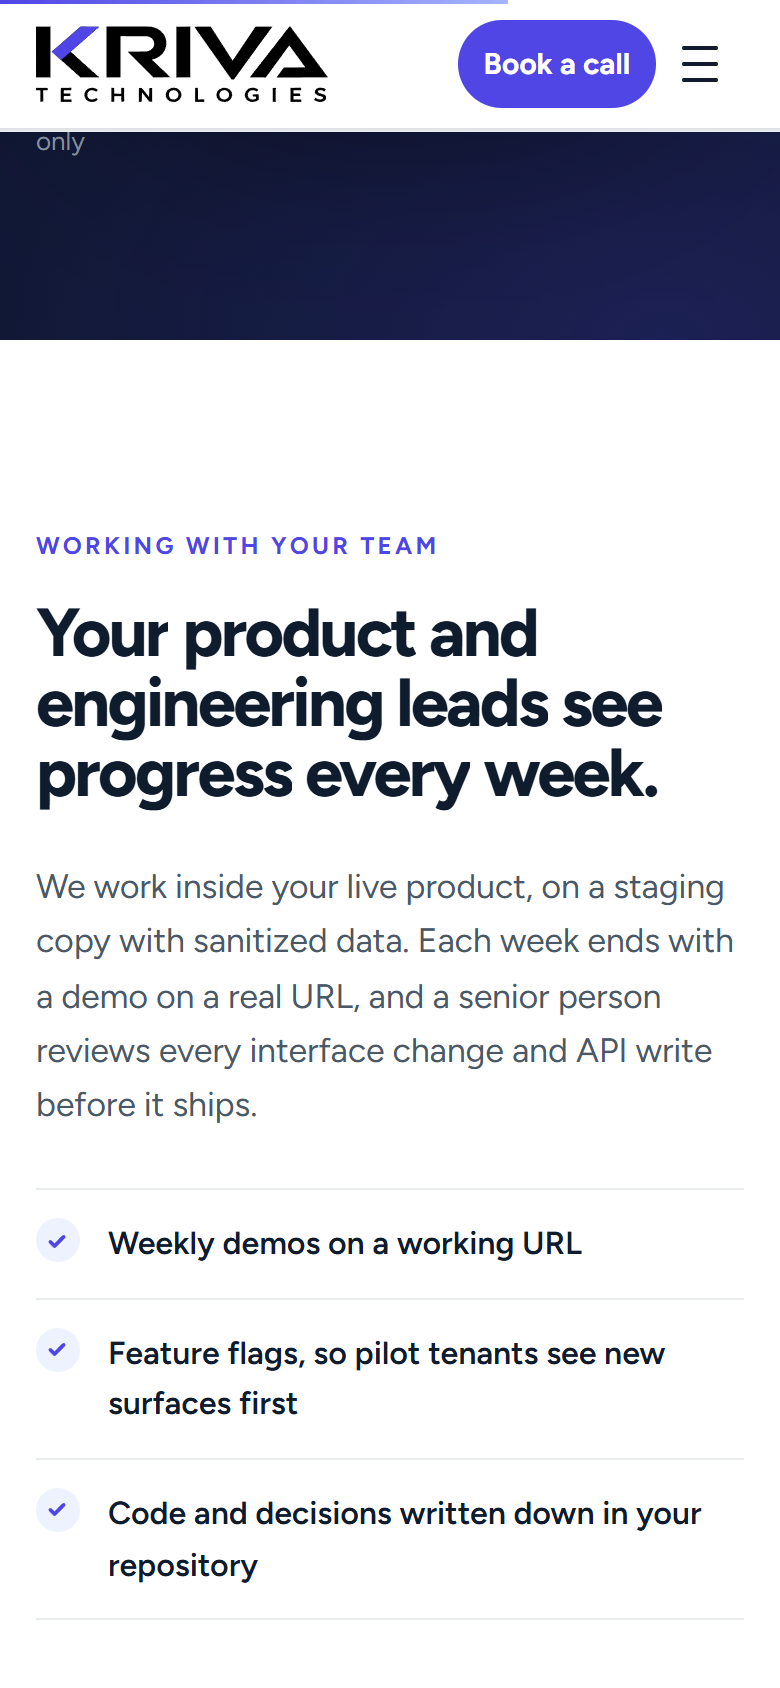 KRIVA
TECHNOLOGIES
Book a call
only
WORKING WITH YOUR TEAM
Your product and
engineering leads see
progress every week.
We work inside your live product, on a staging
copy with sanitized data. Each week ends with
a demo on a real URL, and a senior person
reviews every interface change and API write
before it ships.
Weekly demos on a working URL
Feature flags, so pilot tenants see new
surfaces first
Code and decisions written down in your
repository